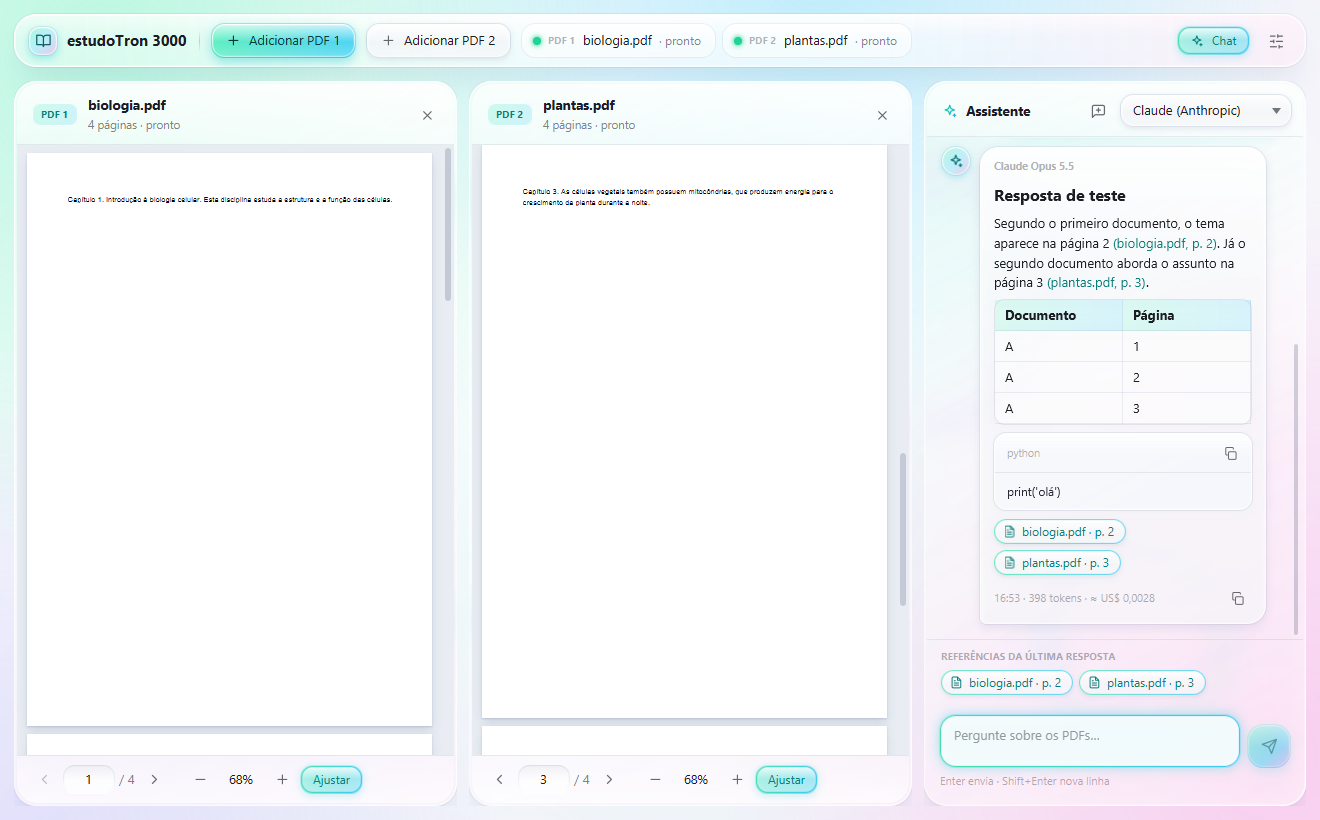 estudoTron 3000
Adicionar PDF 1
Adicionar PDF 2
PDF 1 biologia.pdf · pronto
PDF 2 plantas.pdf · pronto
Chat
PDF 1
biologia.pdf
4 páginas · pronto
Capítulo 1. Introdução à biologia celular. Esta disciplina estuda a estrutura e a função das células.
1 / 4
68%
Ajustar
PDF 2
plantas.pdf
4 páginas · pronto
Capítulo 3. As células vegetais também possuem mitocôndrias, que produzem energia para o
crescimento da planta durante a noite.
3 / 4
68%
Ajustar
Assistente
Claude (Anthropic)
Claude Opus 5.5
Resposta de teste
Segundo o primeiro documento, o tema
aparece na página 2 (biologia.pdf, p. 2). Já o
segundo documento aborda o assunto na
página 3 (plantas.pdf, p. 3).
Documento Página
A 1
A 2
A 3
python
print('olá')
biologia.pdf · p. 2
plantas.pdf · p. 3
16:53 · 398 tokens · ≈ US$ 0,0028
REFERÊNCIAS DA ÚLTIMA RESPOSTA
biologia.pdf · p. 2
plantas.pdf · p. 3
Pergunte sobre os PDFs...
Enter envia · Shift+Enter nova linha